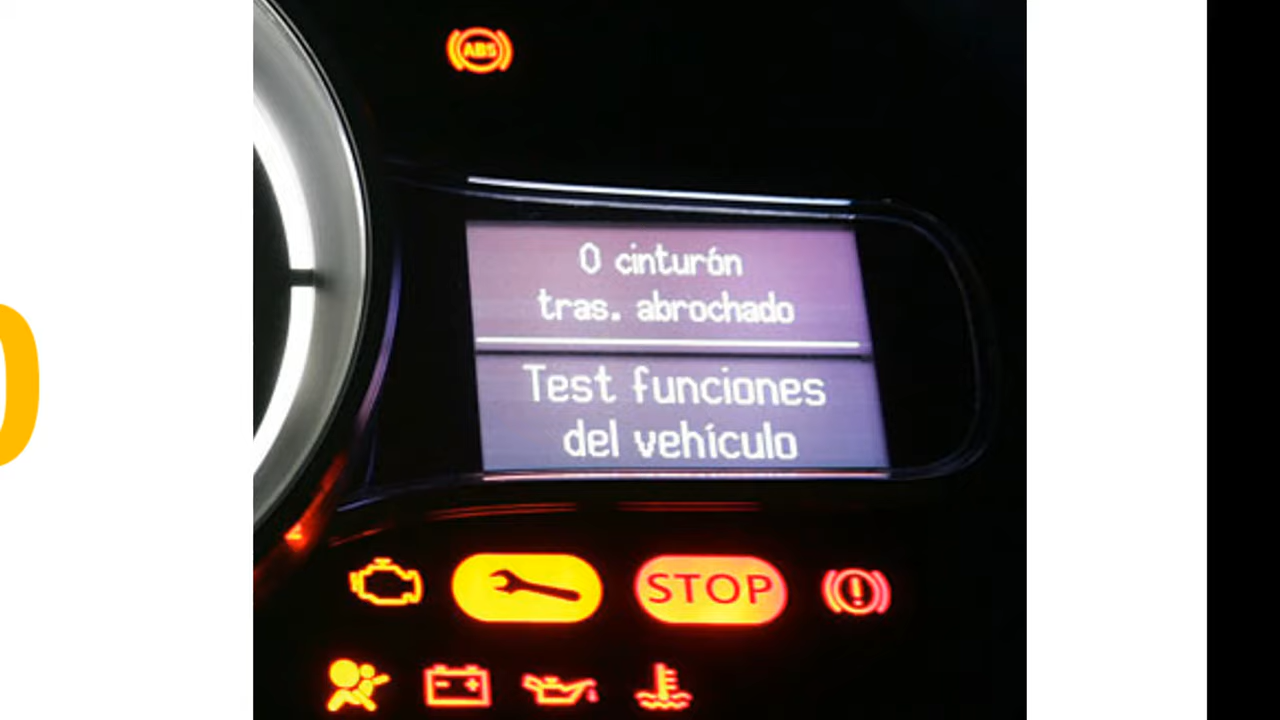 ABS
0 cinturón
tras. abrochado
Test funciones
del vehículo
STOP